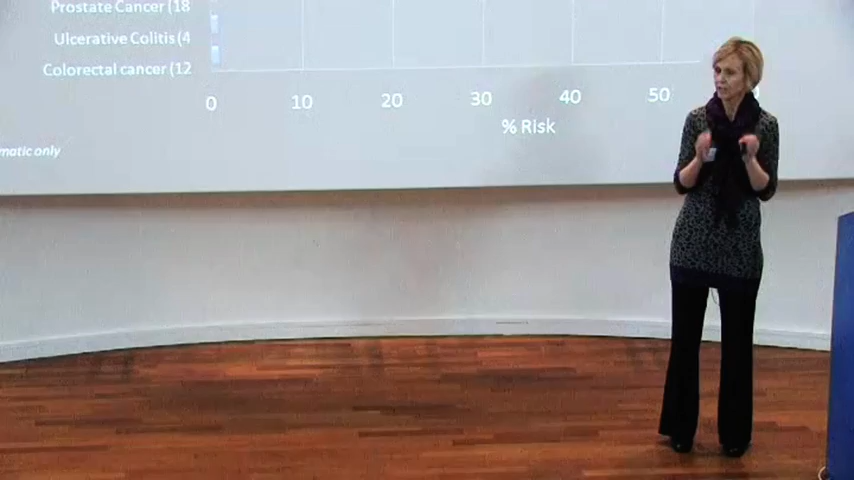 Prostate Cancer (18
Ulcerative Colitis (4
Colorectal cancer (12
0 10 20 30 40 50
% Risk
matic only